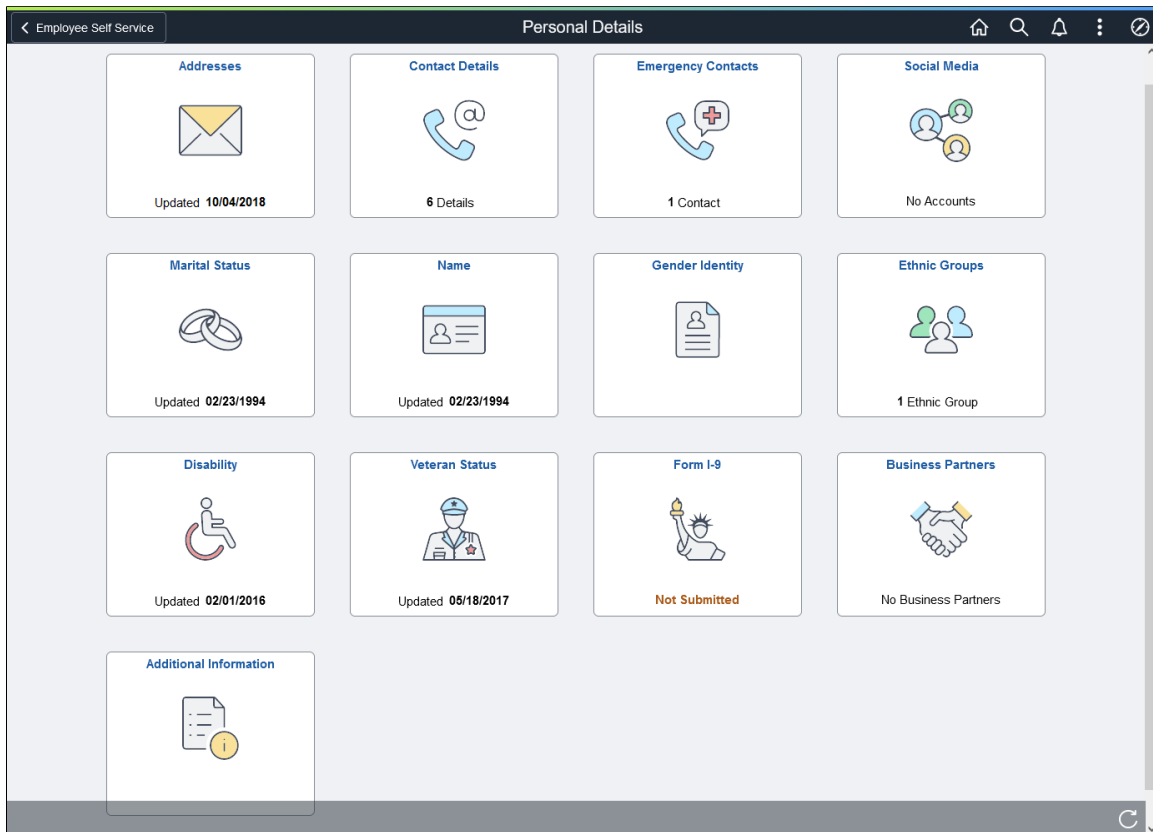 Employee Self Service
Personal Details
Addresses
Updated 10/04/2018
Contact Details
@
6 Details
Emergency Contacts
1 Contact
Social Media
No Accounts
Marital Status
Updated 02/23/1994
Name
Updated 02/23/1994
Gender Identity
Ethnic Groups
1 Ethnic Group
Disability
Updated 02/01/2016
Veteran Status
Updated 05/18/2017
Form I-9
Not Submitted
Business Partners
No Business Partners
Additional Information
i